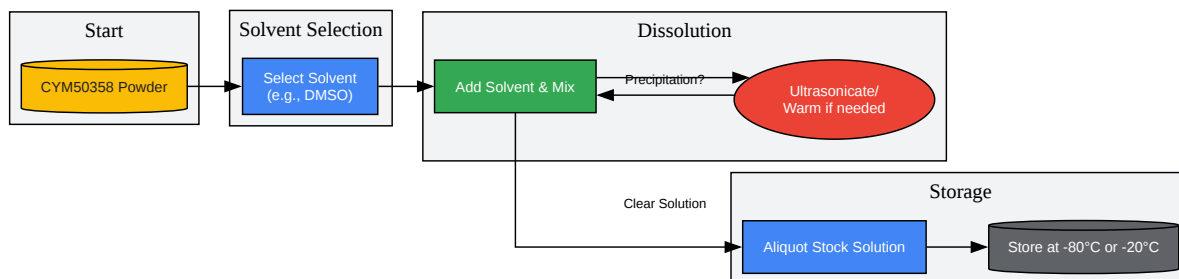 Start
CYM50358 Powder
Solvent Selection
Select Solvent
(e.g., DMSO)
Dissolution
Add Solvent & Mix
Precipitation?
Ultrasonicate/
Warm if needed
Clear Solution
Storage
Aliquot Stock Solution
Store at -80°C or -20°C